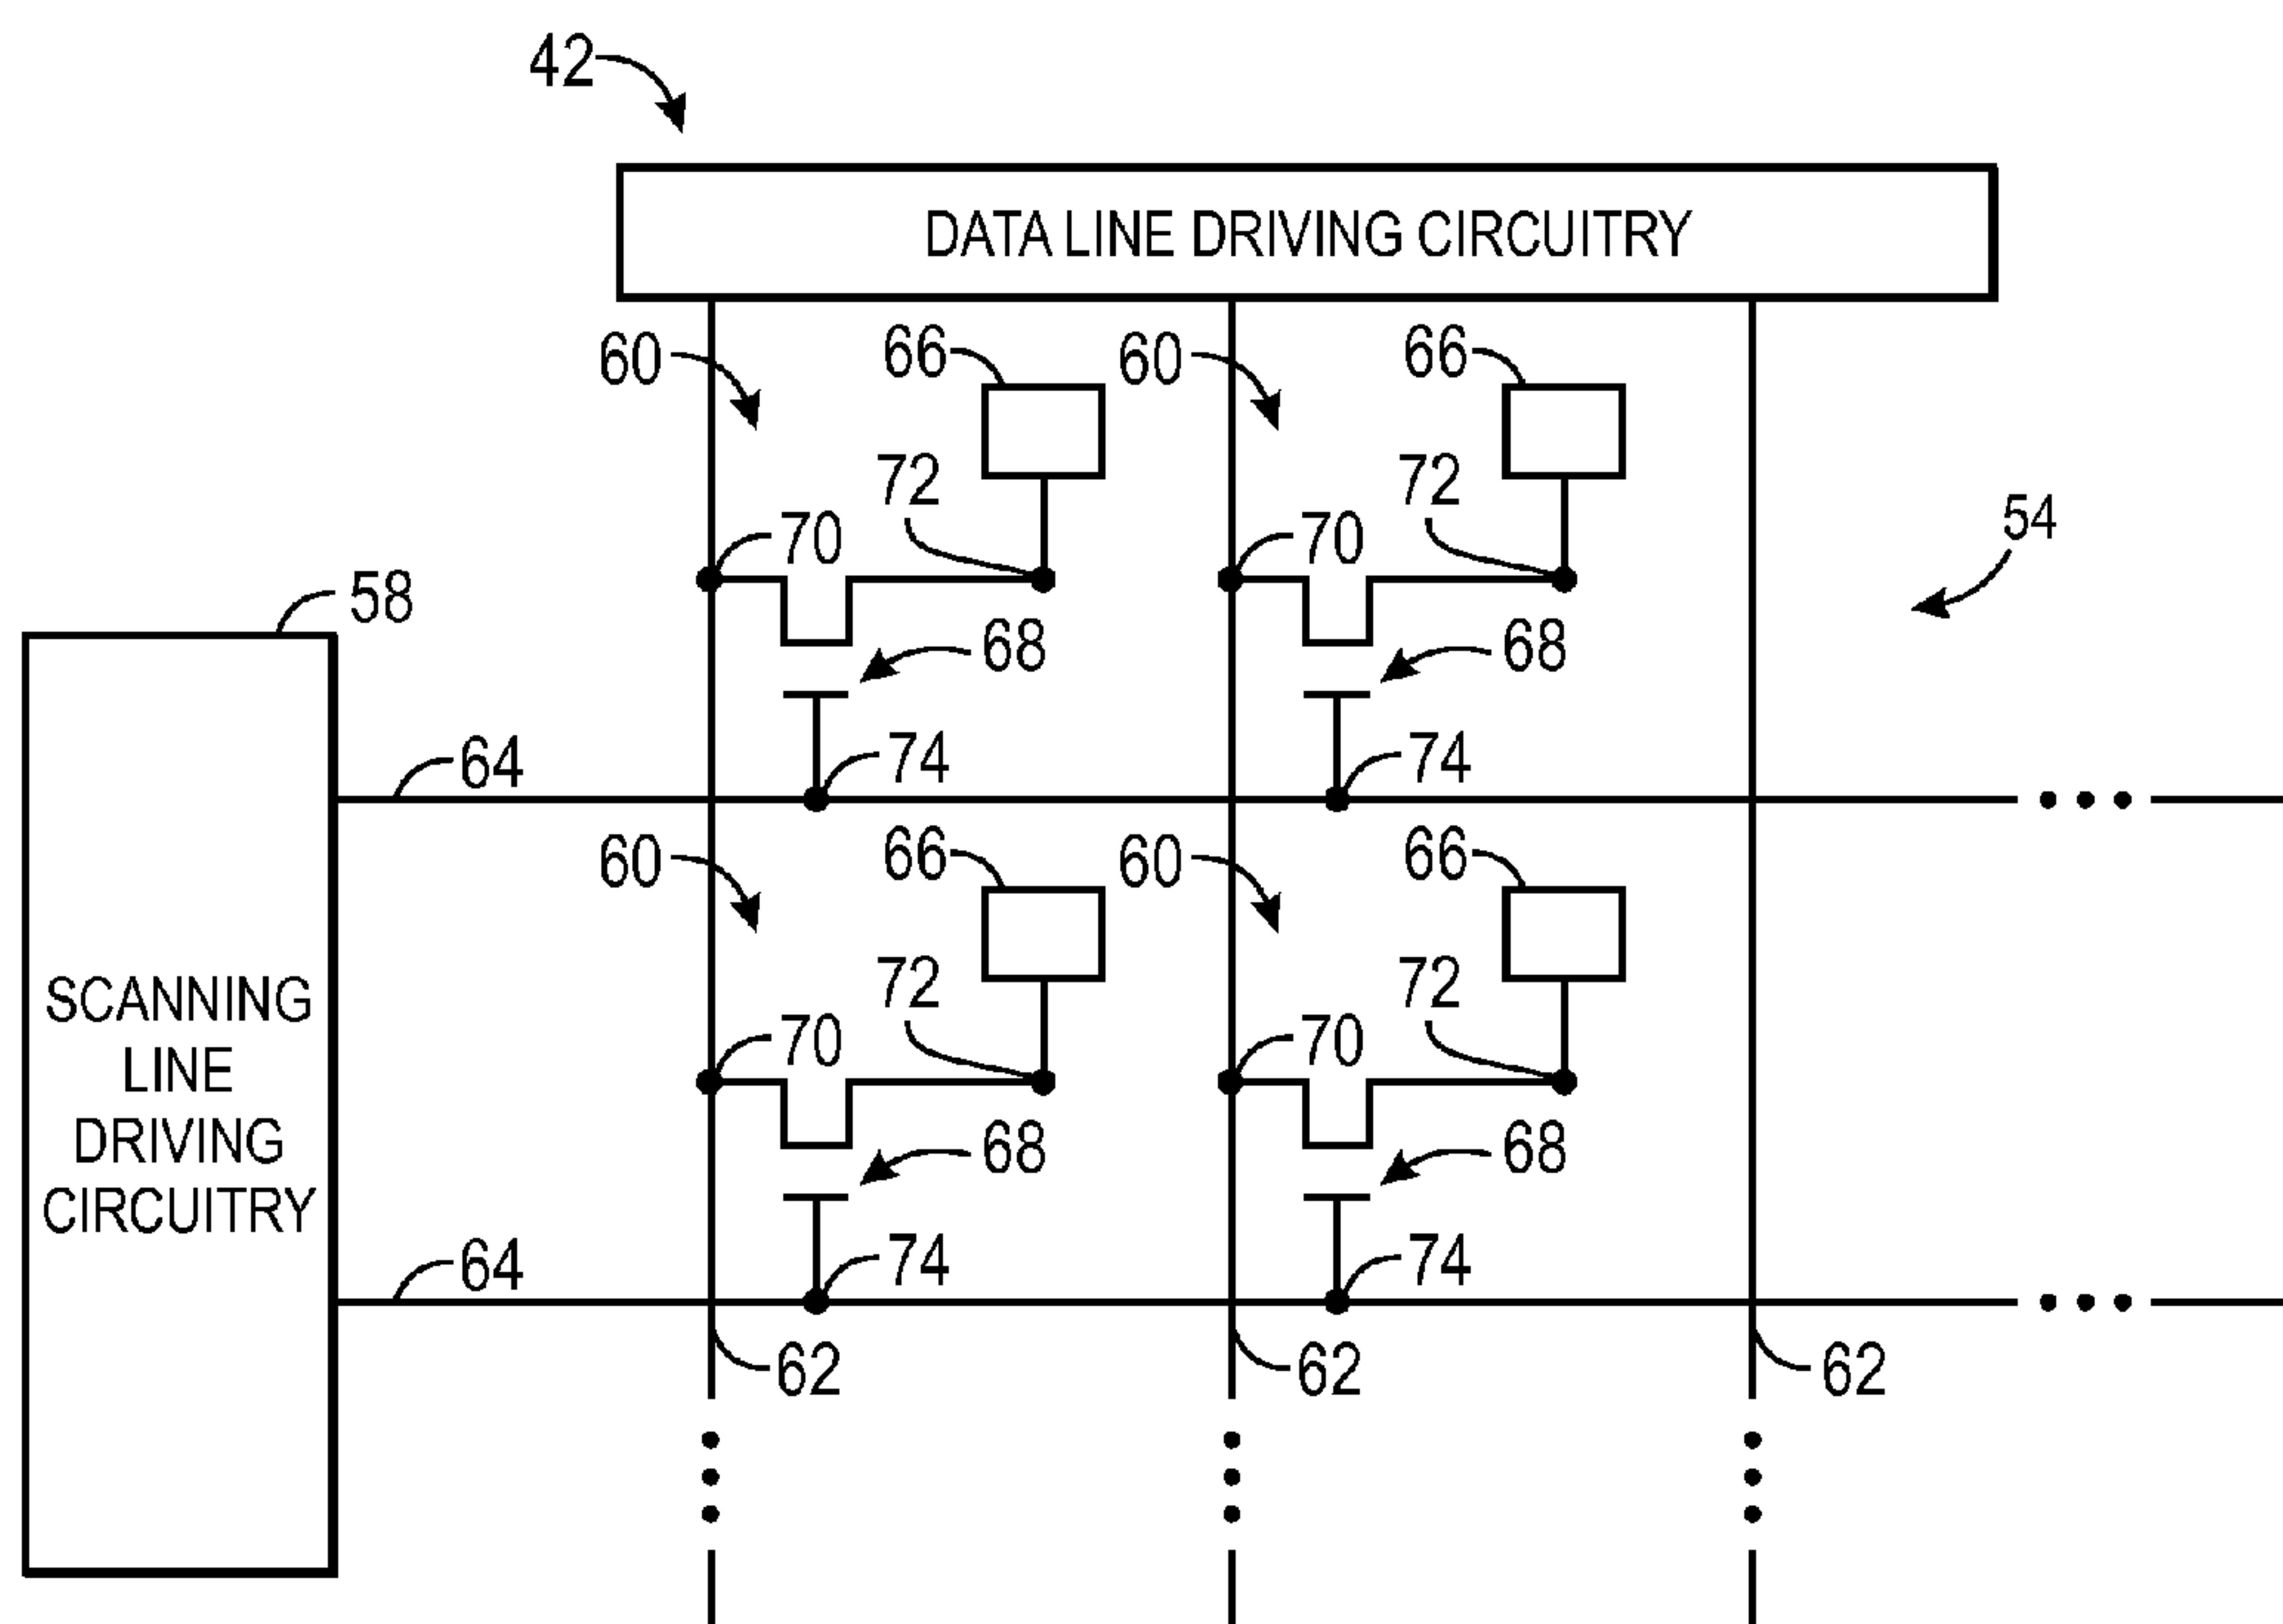 42
DATA LINE DRIVING CIRCUITRY
60 66 60 66
72 72
54
70 70
58
68 68
64 74 74
60 66 60 66
72 72
SCANNING
LINE
DRIVING
CIRCUITRY
70 70
68 68
64 74 74
62 62 62